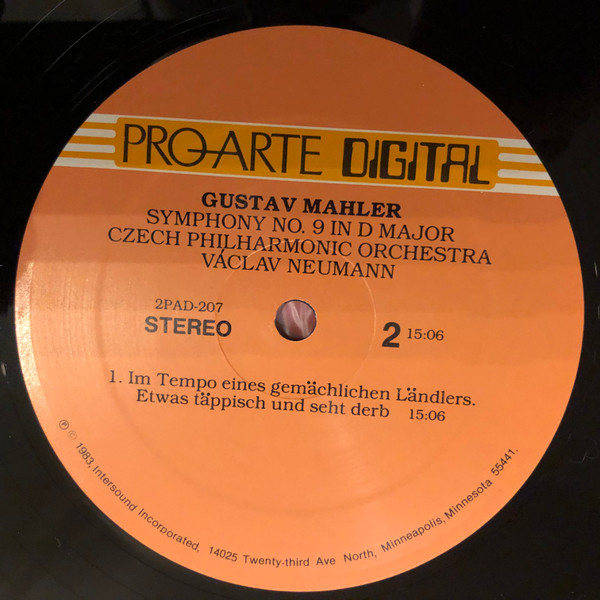 PRO-ARTE DIGITAL
GUSTAV MAHLER
SYMPHONY NO. 9 IN D MAJOR
CZECH PHILHARMONIC ORCHESTRA
VÁCLAV NEUMANN
2PAD-207
STEREO
2 15:06
1. Im Tempo eines gemächlichen Ländlers.
Etwas täppisch und seht derb 15:06
℗ © 1983, Intersound Incorporated, 14025 Twenty-third Ave North, Minneapolis, Minnesota 55441.